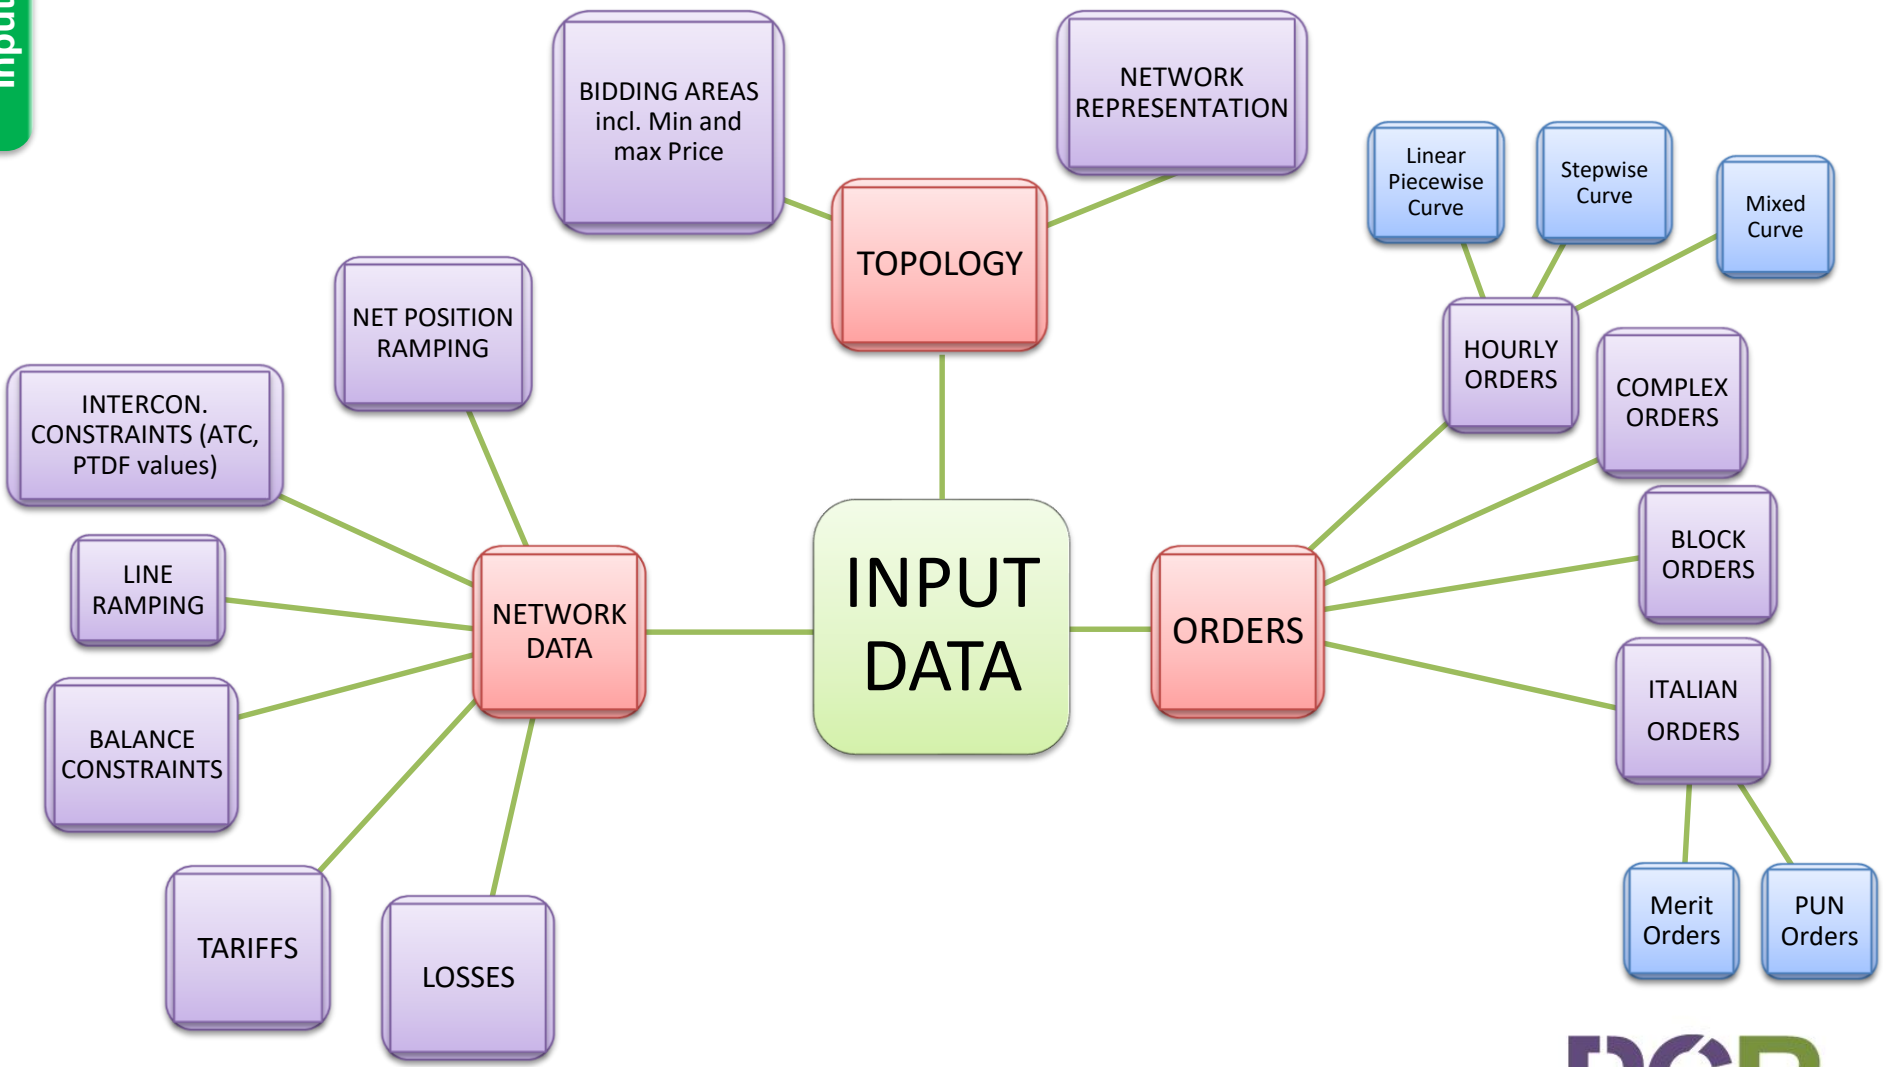 Input
BIDDING AREAS
incl. Min and
max Price
NETWORK
REPRESENTATION
TOPOLOGY
Linear
Piecewise
Curve
Stepwise
Curve
Mixed
Curve
NET POSITION
RAMPING
HOURLY
ORDERS
COMPLEX
ORDERS
INTERCON.
CONSTRAINTS (ATC,
PTDF values)
LINE
RAMPING
BLOCK
ORDERS
NETWORK
DATA
INPUT
DATA
ORDERS
BALANCE
CONSTRAINTS
ITALIAN
ORDERS
TARIFFS
LOSSES
Merit
Orders
PUN
Orders